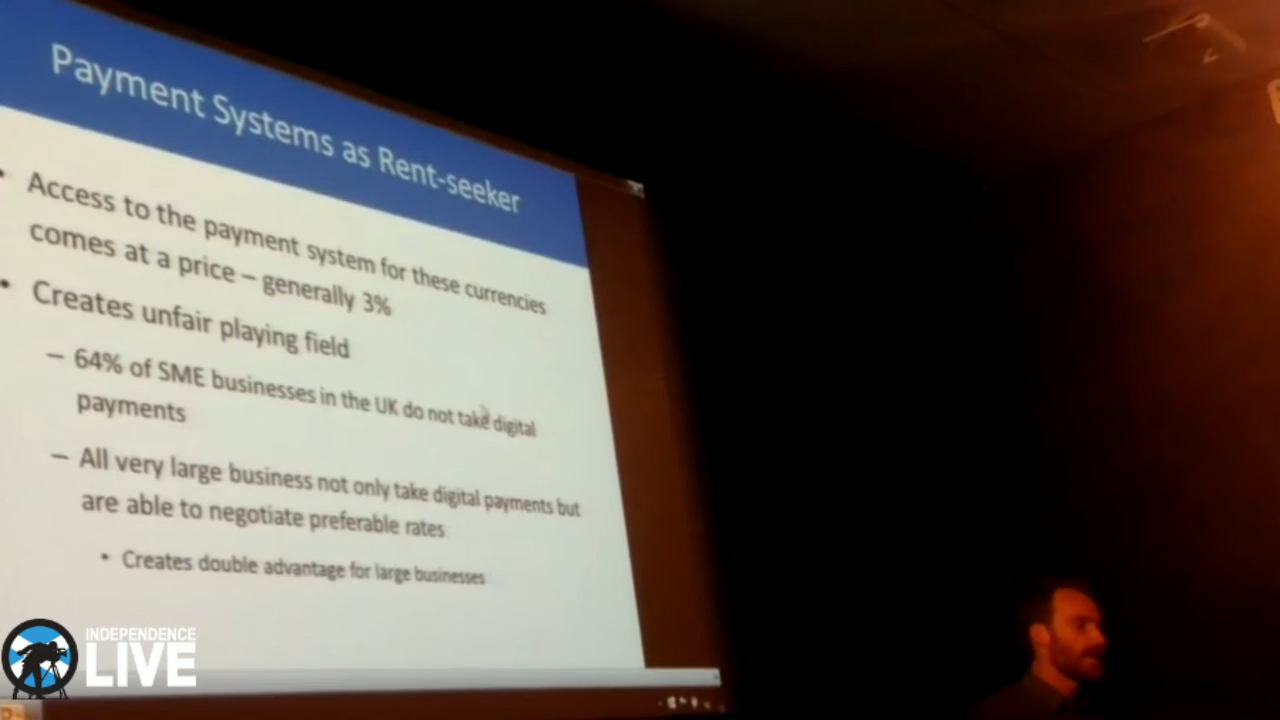 Payment Systems as Rent-seeker
• Access to the payment system for these currencies
comes at a price – generally 3%
• Creates unfair playing field
– 64% of SME businesses in the UK do not take digital
payments
– All very large business not only take digital payments but
are able to negotiate preferable rates
• Creates double advantage for large businesses
INDEPENDENCE
LIVE